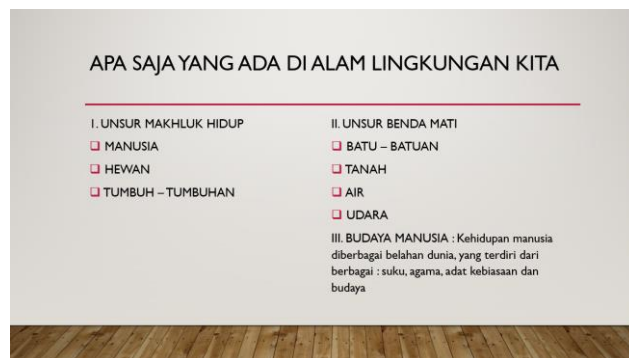 APA SAJA YANG ADA DI ALAM LINGKUNGAN KITA
I. UNSUR MAKHLUK HIDUP
❑ MANUSIA
❑ HEWAN
❑ TUMBUH – TUMBUHAN
II. UNSUR BENDA MATI
❑ BATU – BATUAN
❑ TANAH
❑ AIR
❑ UDARA
III. BUDAYA MANUSIA : Kehidupan manusia
diberbagai belahan dunia, yang terdiri dari
berbagai : suku, agama, adat kebiasaan dan
budaya